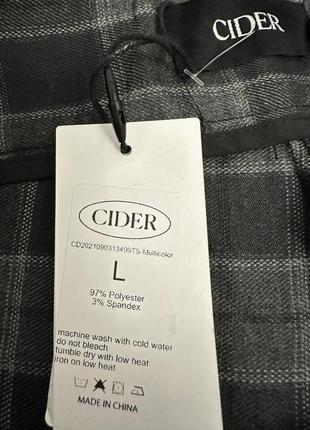 CIDER
CIDER
CD2021090313499TS-Multicolor
L
97% Polyester
3% Spandex
machine wash with cold water
do not bleach
tumble dry with low heat
iron on low heat
MADE IN CHINA